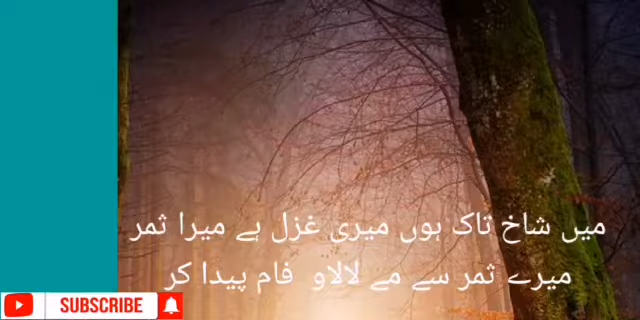 میں شاخ تاک ہوں میری غزل ہے میرا ثمر
میرے ثمر سے مے لالاو فام پیدا کر
SUBSCRIBE